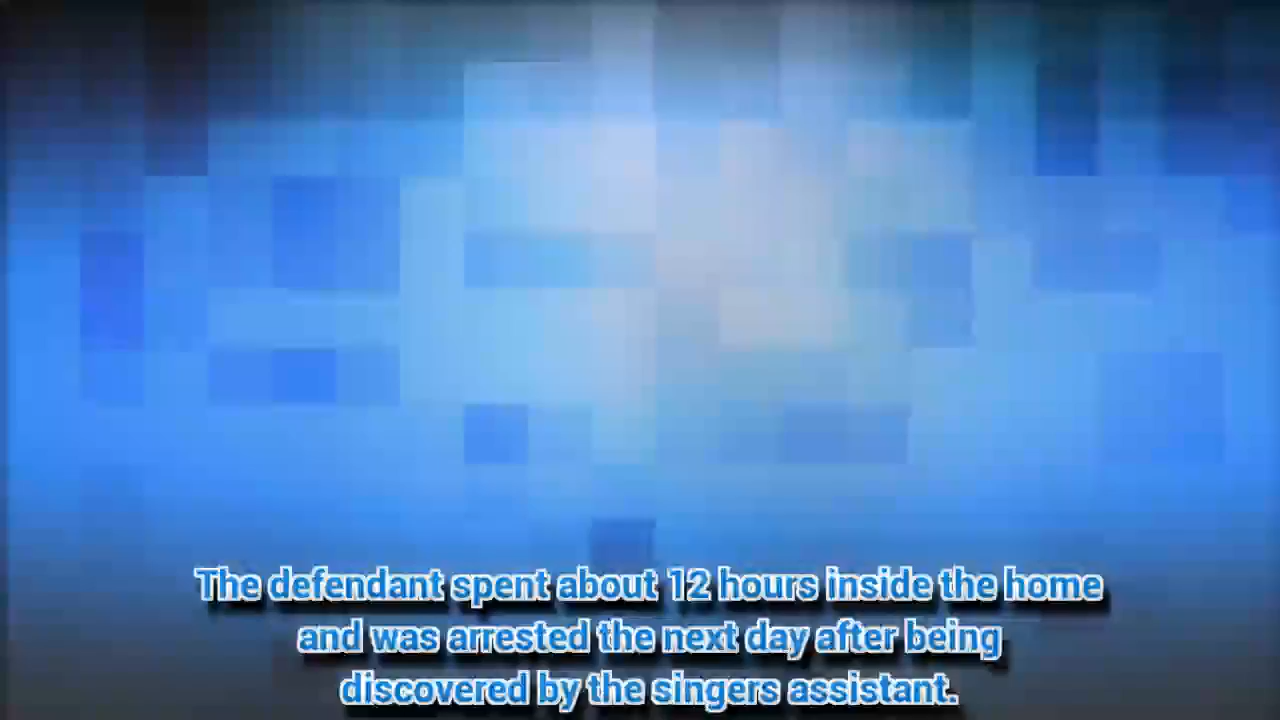 The defendant spent about 12 hours inside the home
and was arrested the next day after being
discovered by the singers assistant.